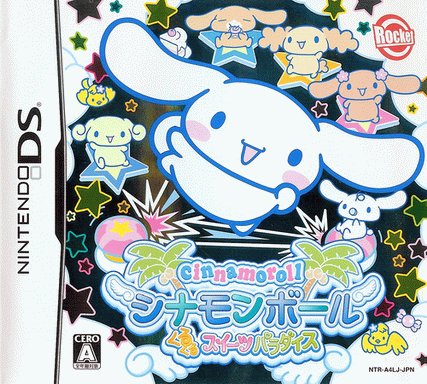 NINTENDO DS
Rocket
Cinnamoroll
シナモンボール
くるくるスイーツパラダイス
CERO
A
全年齢対象
NTR-A4LJ-JPN